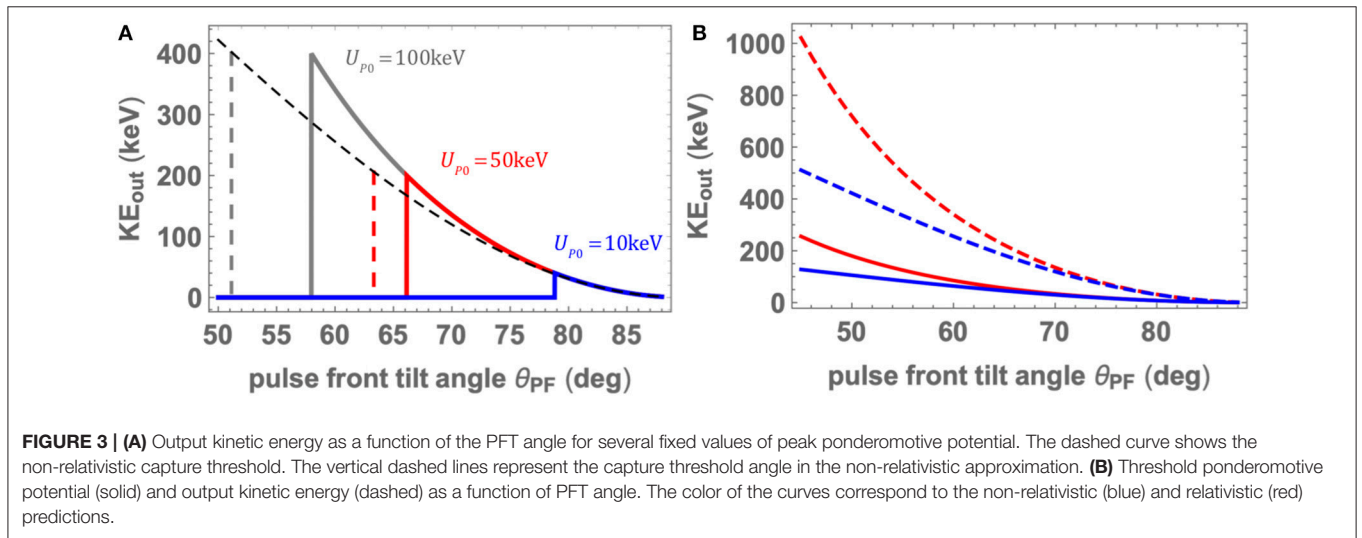 A
B
400
300
200
100
0
KE_out (keV)
U_P0 = 100keV
U_P0 = 50keV
U_P0 = 10keV
50 55 60 65 70 75 80 85
pulse front tilt angle θ_PF (deg)
1000
800
600
400
200
0
KE_out (keV)
50 60 70 80
pulse front tilt angle θ_PF (deg)
FIGURE 3 | (A) Output kinetic energy as a function of the PFT angle for several fixed values of peak ponderomotive potential. The dashed curve shows the
non-relativistic capture threshold. The vertical dashed lines represent the capture threshold angle in the non-relativistic approximation. (B) Threshold ponderomotive
potential (solid) and output kinetic energy (dashed) as a function of PFT angle. The color of the curves correspond to the non-relativistic (blue) and relativistic (red)
predictions.